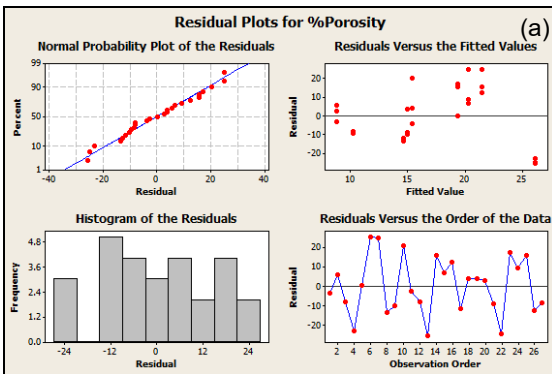 Residual Plots for %Porosity
(a)
Normal Probability Plot of the Residuals
Percent
99
90
50
10
1
-40
-20
0
20
40
Residual
Residuals Versus the Fitted Values
Residual
20
10
0
-10
-20
10
15
20
25
Fitted Value
Histogram of the Residuals
Frequency
4.8
3.6
2.4
1.2
0.0
-24
-12
0
12
24
Residual
Residuals Versus the Order of the Data
Residual
20
10
0
-10
-20
2 4 6 8 10 12 14 16 18 20 22 24 26
Observation Order